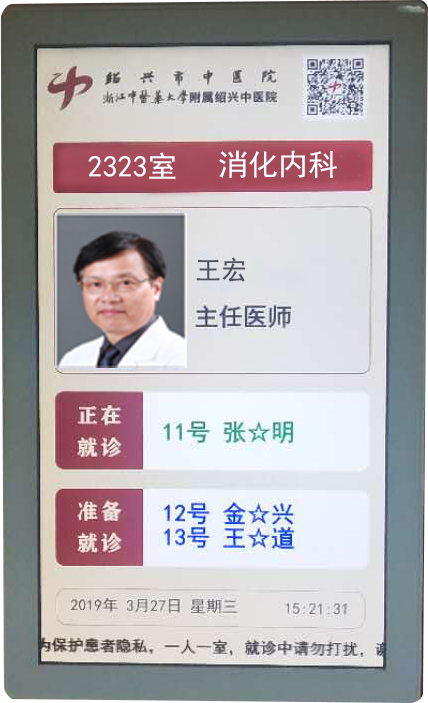 绍兴市中医院
浙江中医药大学附属绍兴中医院
2323室 消化内科
王宏
主任医师
正在
就诊
11号 张☆明
准备
就诊
12号 金☆兴
13号 王☆道
2019年 3月27日 星期三 15:21:31
为保护患者隐私，一人一室，就诊中请勿打扰，